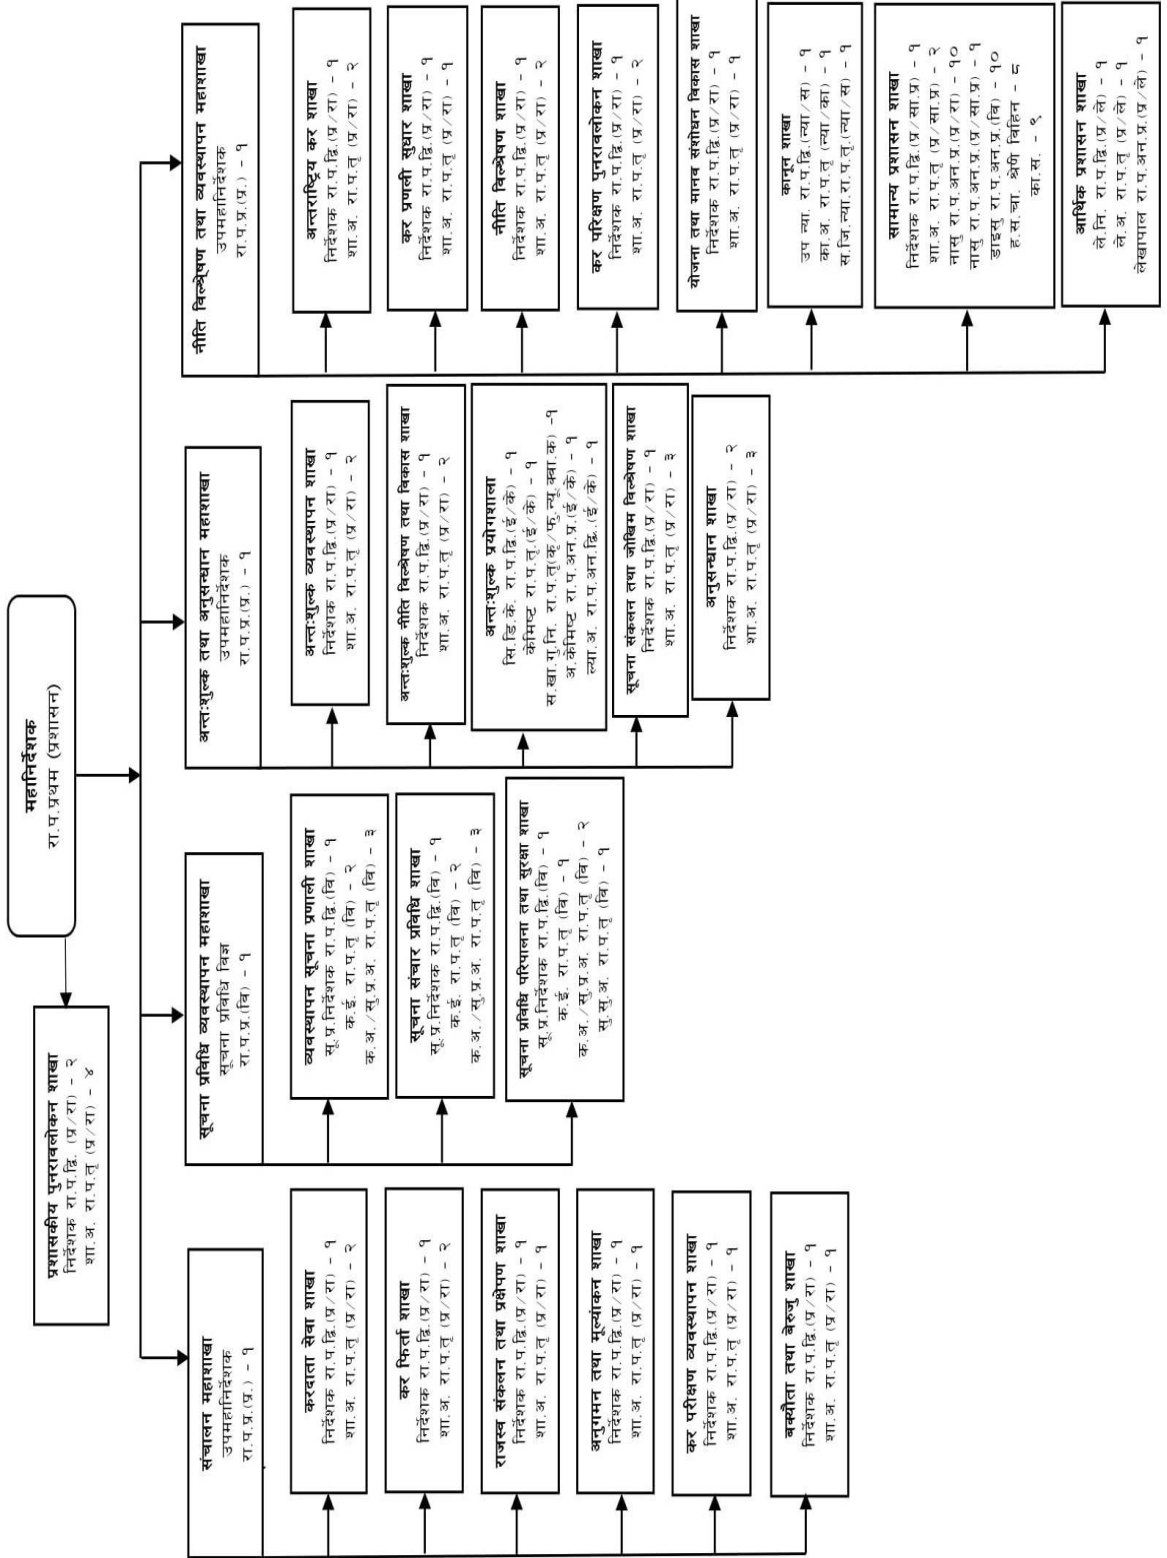 महानिर्देशक
रा.प.प्रथम (प्रशासन)
प्रशासकीय पुनरावलोकन शाखा
निर्देशक रा.प.द्वि. (प्र/रा) - २
शा.अ. रा.प.तृ (प्र/रा) - ४
संचालन महाशाखा
उपमहानिर्देशक
रा.प.प्र.(प्र.) - १
करदाता सेवा शाखा
निर्देशक रा.प.द्वि.(प्र/रा) - १
शा.अ. रा.प.तृ (प्र/रा) - २
कर फिर्ता शाखा
निर्देशक रा.प.द्वि.(प्र/रा) - १
शा.अ. रा.प.तृ (प्र/रा) - २
राजस्व संकलन तथा प्रक्षेपण शाखा
निर्देशक रा.प.द्वि.(प्र/रा) - १
शा.अ. रा.प.तृ (प्र/रा) - १
अनुगमन तथा मूल्यांकन शाखा
निर्देशक रा.प.द्वि.(प्र/रा) - १
शा.अ. रा.प.तृ (प्र/रा) - १
कर परीक्षण व्यवस्थापन शाखा
निर्देशक रा.प.द्वि.(प्र/रा) - १
शा.अ. रा.प.तृ (प्र/रा) - १
बक्यौता तथा बेरुजु शाखा
निर्देशक रा.प.द्वि.(प्र/रा) - १
शा.अ. रा.प.तृ (प्र/रा) - १
सूचना प्रविधि व्यवस्थापन महाशाखा
सूचना प्रविधि विज्ञ
रा.प.प्र.(वि) - १
व्यवस्थापन सूचना प्रणाली शाखा
सू.प्र.निर्देशक रा.प.द्वि.(वि) - १
क.ई. रा.प.तृ (वि) - २
क.अ./सु.प्र.अ. रा.प.तृ (वि) - ३
सूचना संचार प्रविधि शाखा
सू.प्र.निर्देशक रा.प.द्वि.(वि) - १
क.ई. रा.प.तृ (वि) - २
क.अ./सु.प्र.अ. रा.प.तृ (वि) - ३
सूचना प्रविधि परिपालना तथा सुरक्षा शाखा
सू.प्र.निर्देशक रा.प.द्वि.(वि) - १
क.ई. रा.प.तृ (वि) - १
क.अ./सु.प्र.अ. रा.प.तृ (वि) - २
सु.सु.अ. रा.प.तृ (वि) - १
अन्त:शुल्क तथा अनुसन्धान महाशाखा
उपमहानिर्देशक
रा.प.प्र.(प्र.) - १
अन्त:शुल्क व्यवस्थापन शाखा
निर्देशक रा.प.द्वि.(प्र/रा) - १
शा.अ. रा.प.तृ (प्र/रा) - २
अन्त:शुल्क नीति विल्श्रेषण तथा विकास शाखा
निर्देशक रा.प.द्वि.(प्र/रा) - १
शा.अ. रा.प.तृ (प्र/रा) - २
अन्त:शुल्क प्रयोगशाला
सि.डि.के. रा.प.द्वि.(ई/के) - १
केमिष्ट रा.प.तृ.(ई/के) - १
स.खा.गु.नि. रा.प.तृ(कृ/फु.न्यू.क्वा.क) -१
अ.केमिष्ट रा.प.अन.प्र.(ई/के) - १
ल्या.अ. रा.प.अन.द्वि.(ई/के) - १
सूचना संकलन तथा जोखिम विल्श्रेषण शाखा
निर्देशक रा.प.द्वि.(प्र/रा) - १
शा.अ. रा.प.तृ (प्र/रा) - ३
अनुसन्धान शाखा
निर्देशक रा.प.द्वि.(प्र/रा) - २
शा.अ. रा.प.तृ (प्र/रा) - ३
नीति विल्श्रेषण तथा व्यवस्थापन महाशाखा
उपमहानिर्देशक
रा.प.प्र.(प्र.) - १
अन्तराष्ट्रिय कर शाखा
निर्देशक रा.प.द्वि.(प्र/रा) - १
शा.अ. रा.प.तृ (प्र/रा) - २
कर प्रणली सुधार शाखा
निर्देशक रा.प.द्वि.(प्र/रा) - १
शा.अ. रा.प.तृ (प्र/रा) - १
नीति विल्श्रेषण शाखा
निर्देशक रा.प.द्वि.(प्र/रा) - १
शा.अ. रा.प.तृ (प्र/रा) - २
कर परिक्षण पुनरावलोकन शाखा
निर्देशक रा.प.द्वि.(प्र/रा) - १
शा.अ. रा.प.तृ (प्र/रा) - २
योजना तथा मानव संशोधन विकास शाखा
निर्देशक रा.प.द्वि.(प्र/रा) - १
शा.अ. रा.प.तृ (प्र/रा) - १
कानून शाखा
उप न्या. रा.प.द्वि.(न्या/स) - १
का.अ. रा.प.तृ (न्या/का) - १
स.जि.न्या.रा.प.तृ.(न्या/स) - १
सामान्य प्रशासन शाखा
निर्देशक रा.प.द्वि.(प्र/सा.प्र) - १
शा.अ. रा.प.तृ (प्र/सा.प्र) - २
नासु रा.प.अन.प्र.(प्र/रा) - १०
नासु रा.प.अन.प्र.(प्र/सा.प्र) - १
डाइसु रा.प.अन.प्र.(वि) - १०
ह.स.चा. श्रेणी विहिन - ८
का.स. - ९
आर्थिक प्रशासन शाखा
ले.नि. रा.प.द्वि.(प्र/ले) - १
ले.अ. रा.प.तृ (प्र/ले) - १
लेखापाल रा.प.अन.प्र.(प्र/ले) - १